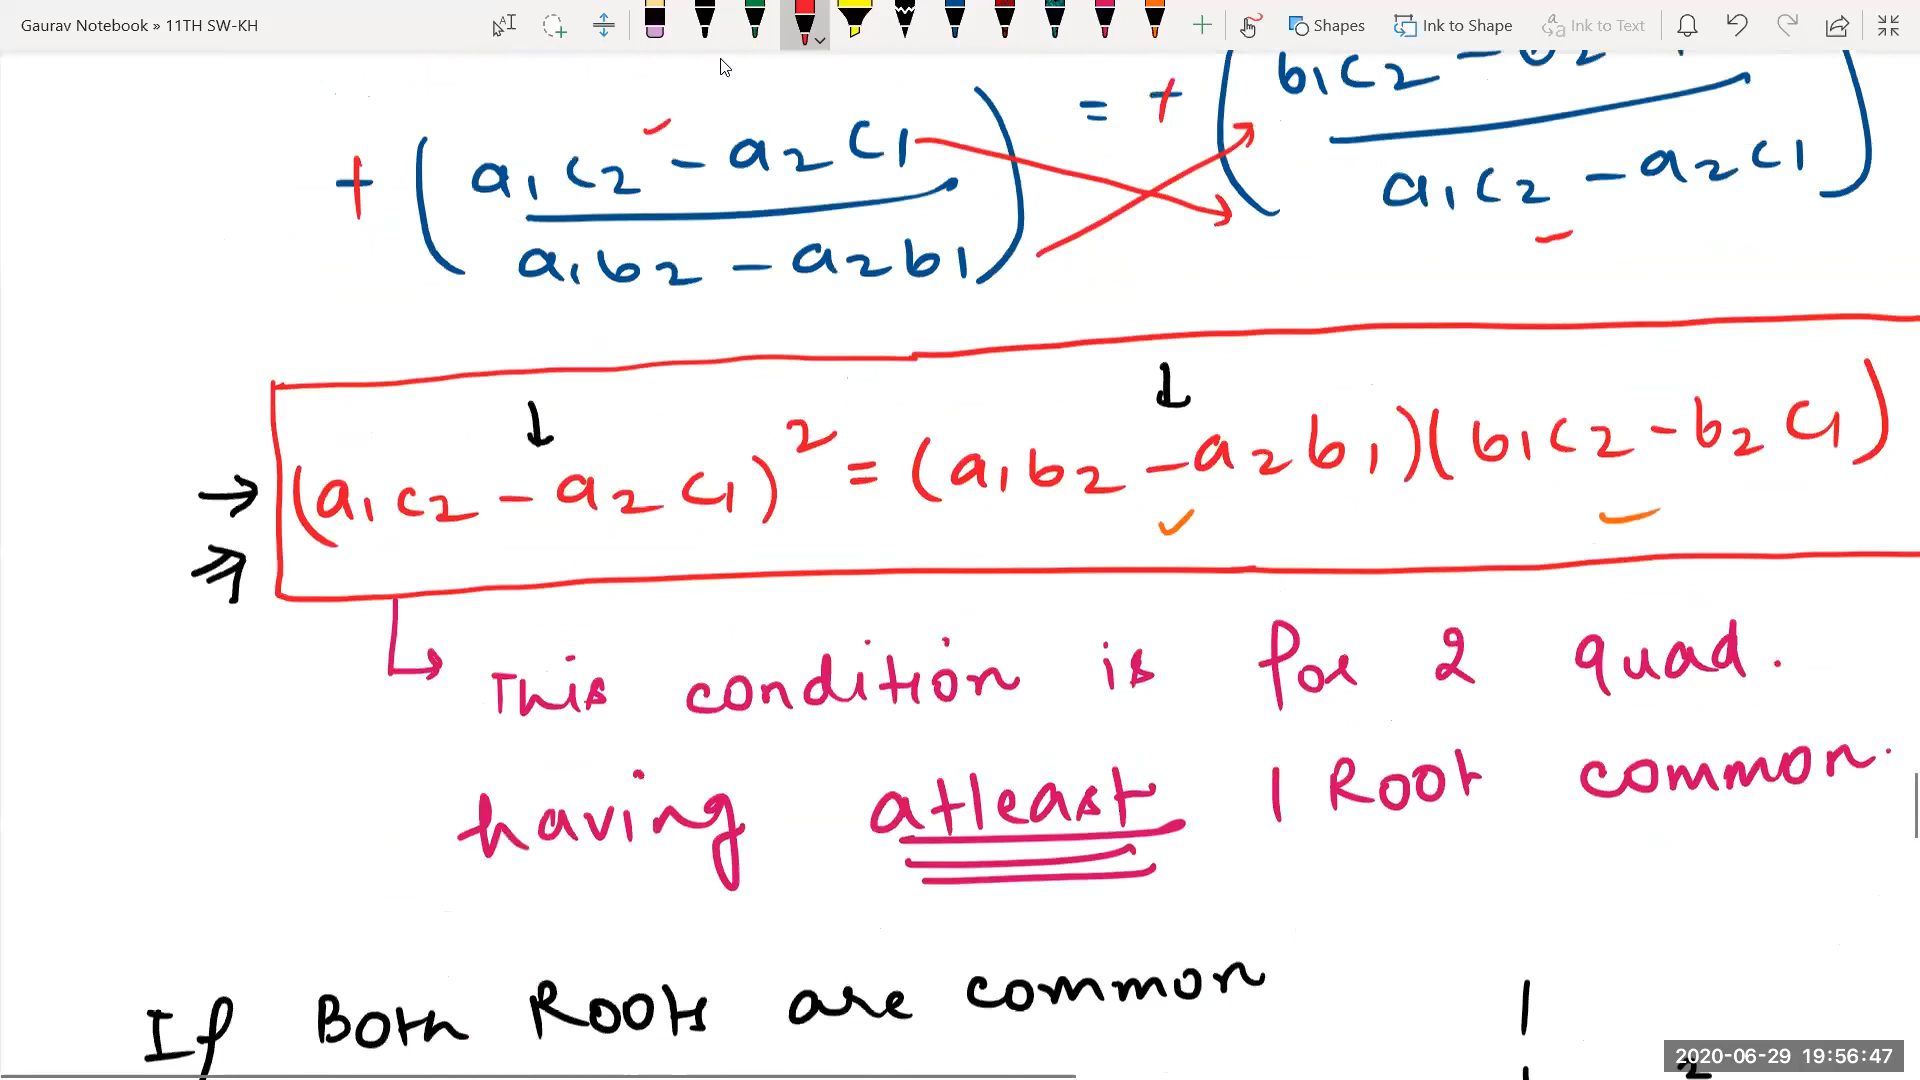 Gaurav Notebook » 11TH SW-KH
Shapes Ink to Shape Ink to Text
+ (a1c2 - a2c1 / a1b2 - a2b1) = + (b1c2 - / a1c2 - a2c1)
(a1c2 - a2c1)² = (a1b2 - a2b1)(b1c2 - b2c1)
This condition is for 2 quad.
having atleast 1 Root common.
If Both Roots are common
2020-06-29 19:56:47